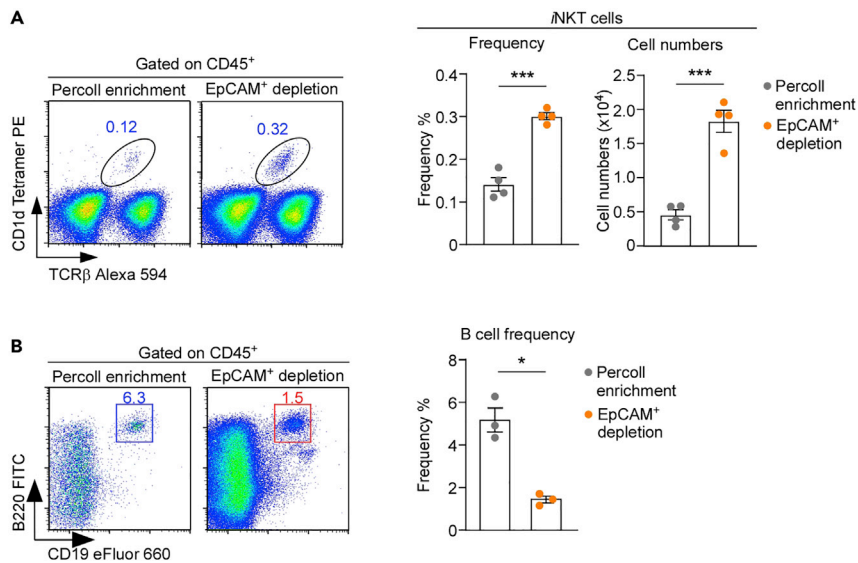 A
Gated on CD45+
Percoll enrichment
EpCAM+ depletion
0.12
0.32
CD1d Tetramer PE
TCRβ Alexa 594
iNKT cells
Frequency
Cell numbers
Frequency %
0.4
0.3
0.2
0.1
0
***
Cell numbers (x10⁴)
2.5
2.0
1.5
1.0
0.5
0
***
Percoll
enrichment
EpCAM+
depletion
B
Gated on CD45+
Percoll enrichment
EpCAM+ depletion
6.3
1.5
B220 FITC
CD19 eFluor 660
B cell frequency
Frequency %
8
6
4
2
0
*
Percoll
enrichment
EpCAM+
depletion